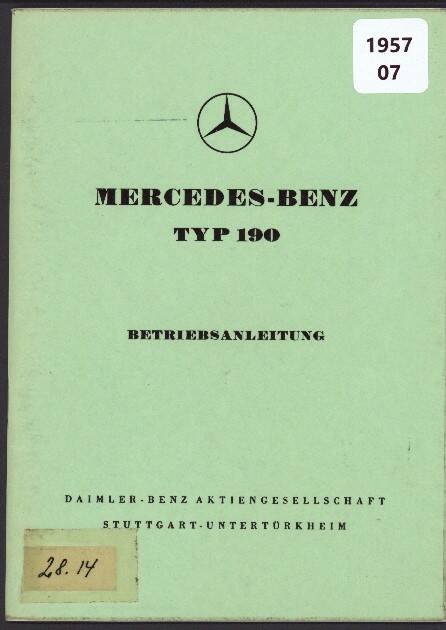 1957
07
MERCEDES-BENZ
TYP 190
BETRIEBSANLEITUNG
DAIMLER-BENZ AKTIENGESELLSCHAFT
STUTTGART-UNTERTÜRKHEIM
28.14